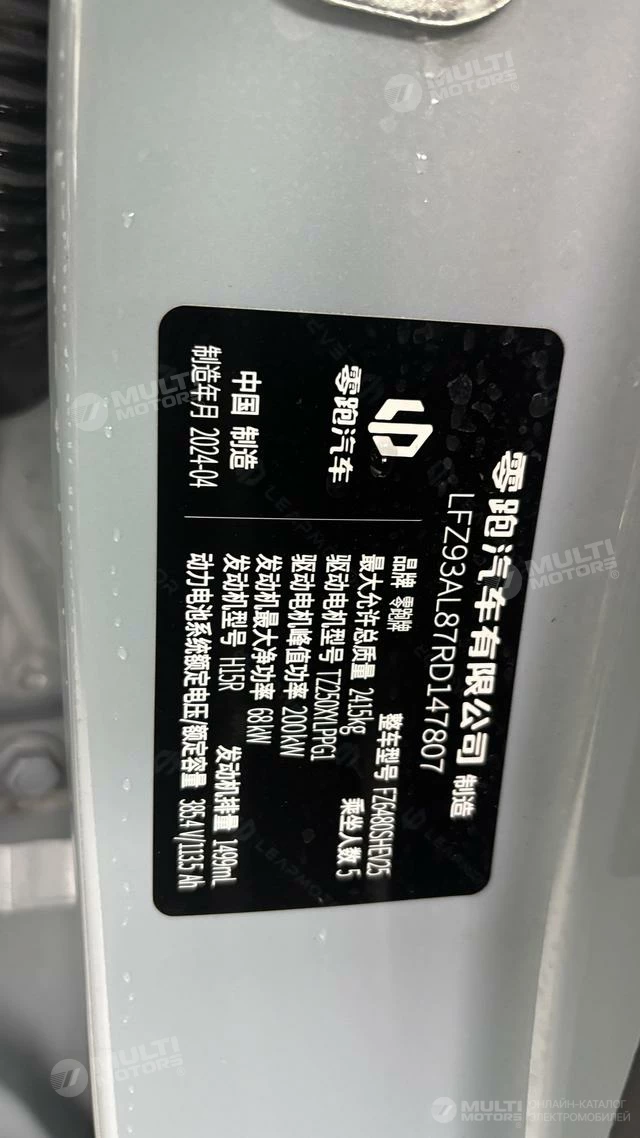 零跑汽车有限公司 制造
LFZ93AL87RD147807
零跑汽车
中国 制造
制造年月 2024-04
品牌 零跑牌 整车型号 FZ6480SHEV25
最大允许总质量 2415kg 乘坐人数 5
驱动电机型号 TZ250XY1LPPG1
驱动电机峰值功率 200kW
发动机最大净功率 68kW
发动机型号 H15R 发动机排量 1499mL
动力电池系统额定电压/额定容量 385.4V/113.5Ah
LEAPMOTOR
LEAPMOTOR
MULTI
MOTORS
MULTI
MOTORS
MULTI
MOTORS
MULTI
MOTORS
MULTI
MOTORS
ОНЛАЙН-КАТАЛОГ
ЭЛЕКТРОМОБИЛЕЙ